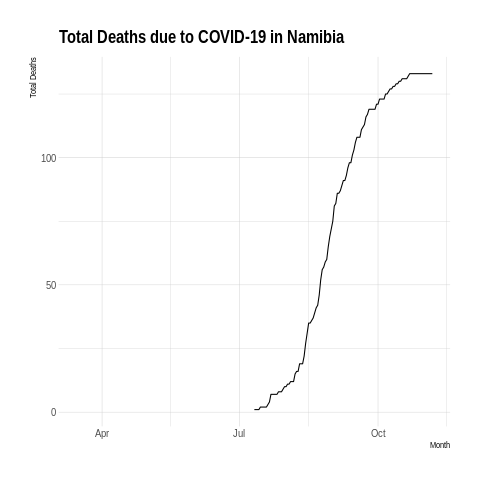 Total Deaths due to COVID-19 in Namibia
Total Deaths
100
50
0
Apr Jul Oct
Month